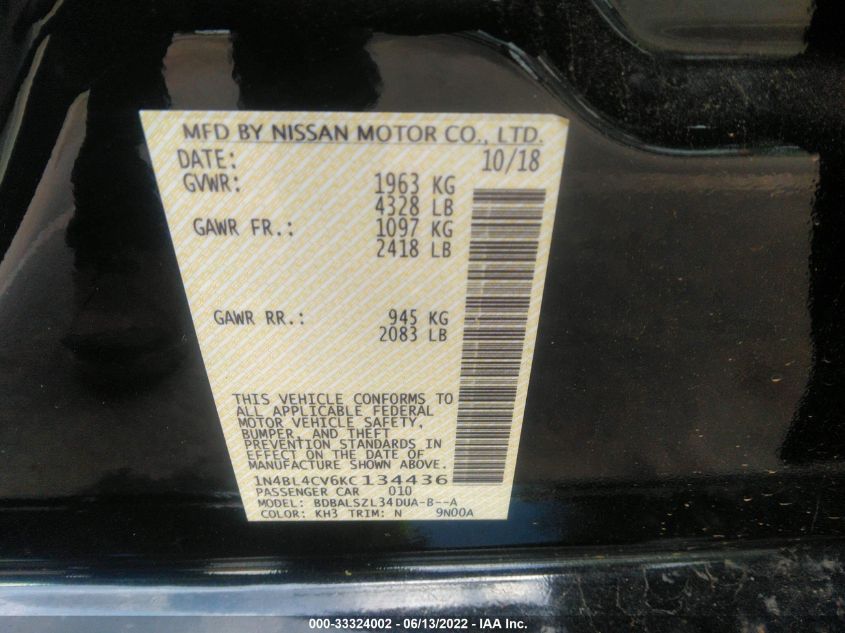 MFD BY NISSAN MOTOR CO., LTD.
DATE: 10/18
GVWR: 1963 KG
4328 LB
GAWR FR.: 1097 KG
2418 LB
GAWR RR.: 945 KG
2083 LB
THIS VEHICLE CONFORMS TO
ALL APPLICABLE FEDERAL
MOTOR VEHICLE SAFETY,
BUMPER, AND THEFT
PREVENTION STANDARDS IN
EFFECT ON THE DATE OF
MANUFACTURE SHOWN ABOVE.
1N4BL4CV6KC134436
PASSENGER CAR 010
MODEL: BDBALSZL34DUA-B--A
COLOR: KH3 TRIM: N 9N00A
000-33324002 - 06/13/2022 - IAA Inc.